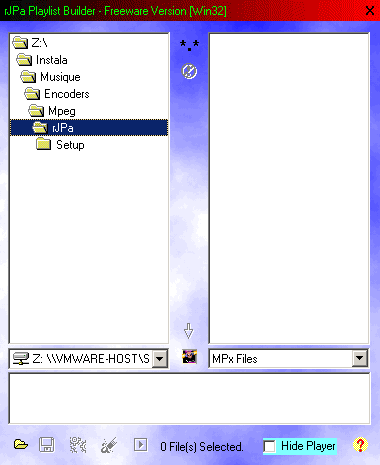 rJPa Playlist Builder - Freeware Version [Win32] X
Z:\
*.*
Instala
Musique
Encoders
Mpeg
rJPa
Setup
Z: \\VMWARE-HOST\S
MPx Files
0 File(s) Selected.
Hide Player
?